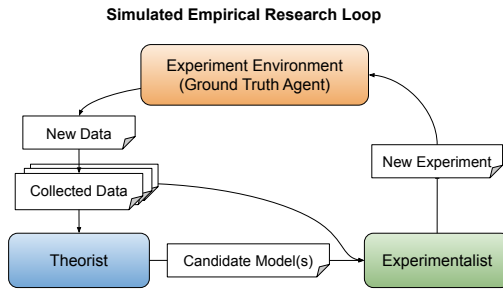 Simulated Empirical Research Loop
Experiment Environment
(Ground Truth Agent)
New Data
New Experiment
Collected Data
Theorist
Candidate Model(s)
Experimentalist